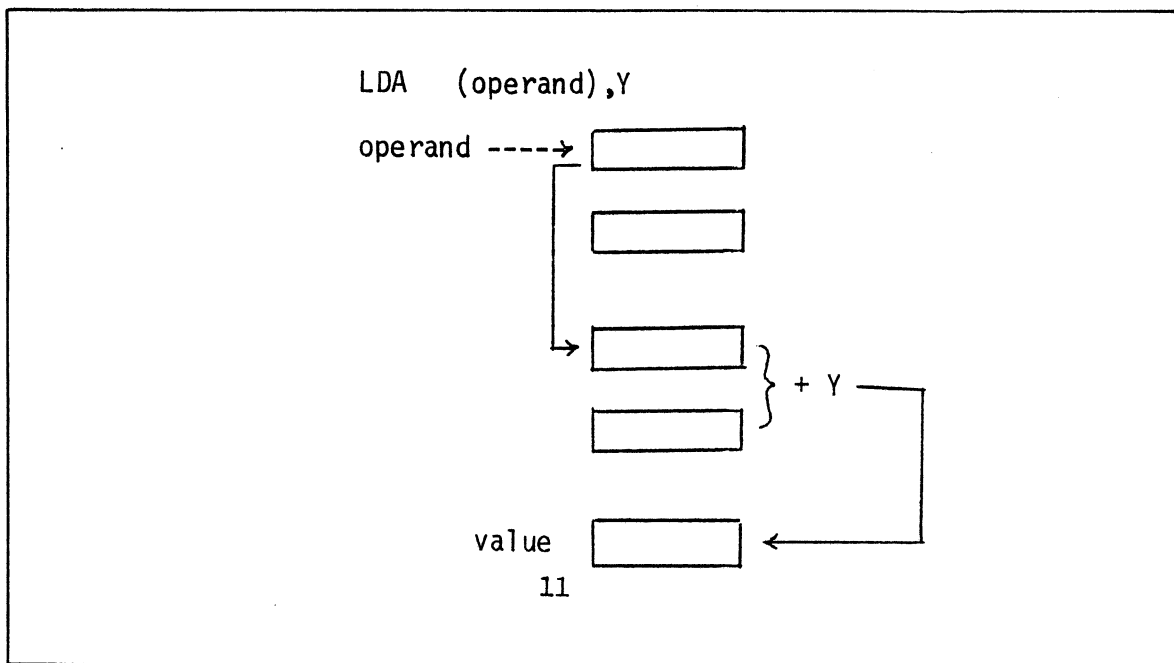 LDA (operand),Y
operand ---->
+ Y
value
11